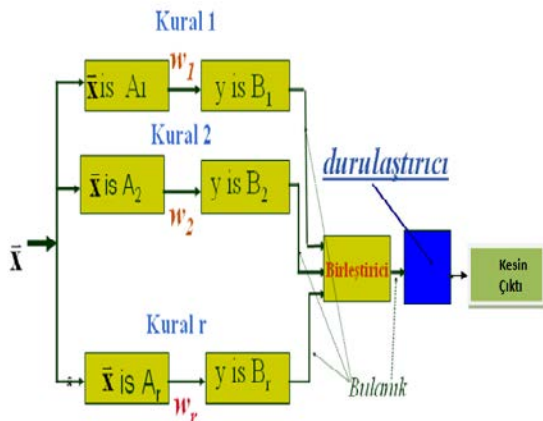 Kural 1
x̄ is A1
w1
y is B1
Kural 2
x̄ is A2
w2
y is B2
durulaştırıcı
x̄
Birleştirici
Kesin
Çıktı
Kural r
x̄ is Ar
wr
y is Br
Bulanık